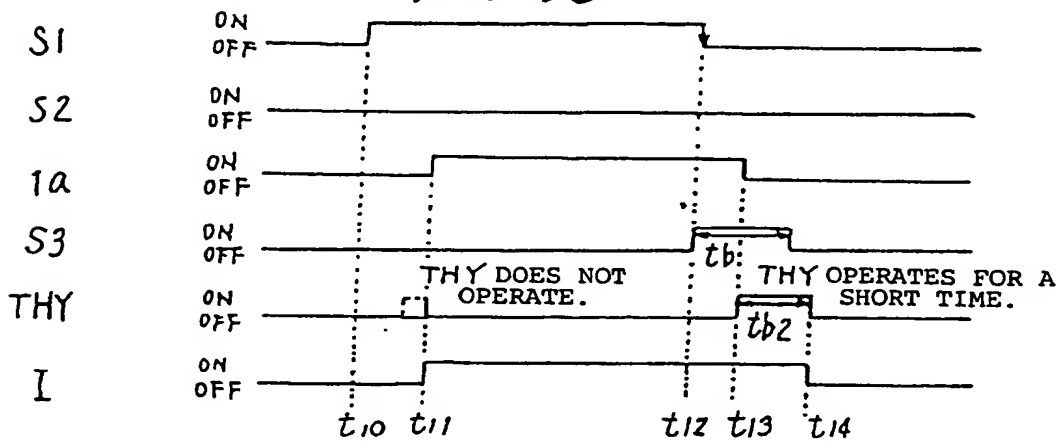 S1 ON
OFF
S2 ON
OFF
1a ON
OFF
S3 ON
OFF
tb
THY DOES NOT
OPERATE.
THY OPERATES FOR A
SHORT TIME.
THY ON
OFF
tb2
I ON
OFF
t10 t11 t12 t13 t14